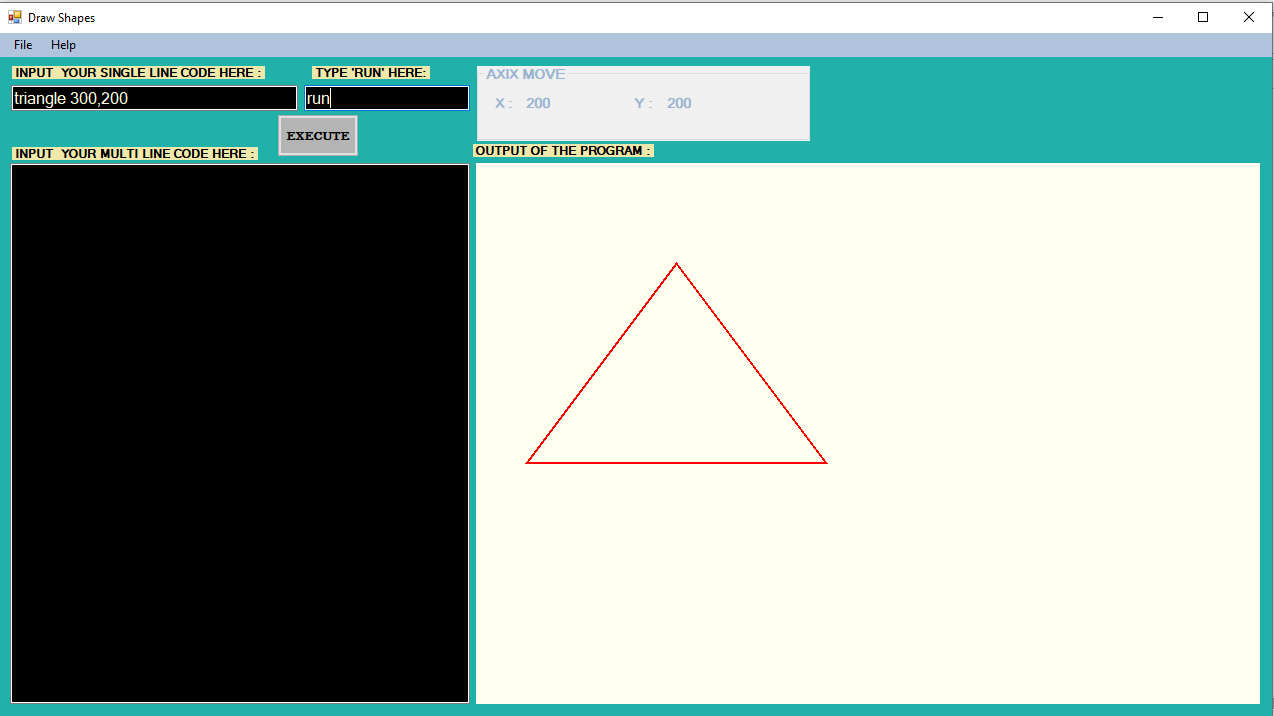 Draw Shapes
File Help
INPUT YOUR SINGLE LINE CODE HERE :
TYPE 'RUN' HERE:
triangle 300,200
run
EXECUTE
AXIX MOVE
X : 200 Y : 200
INPUT YOUR MULTI LINE CODE HERE :
OUTPUT OF THE PROGRAM :